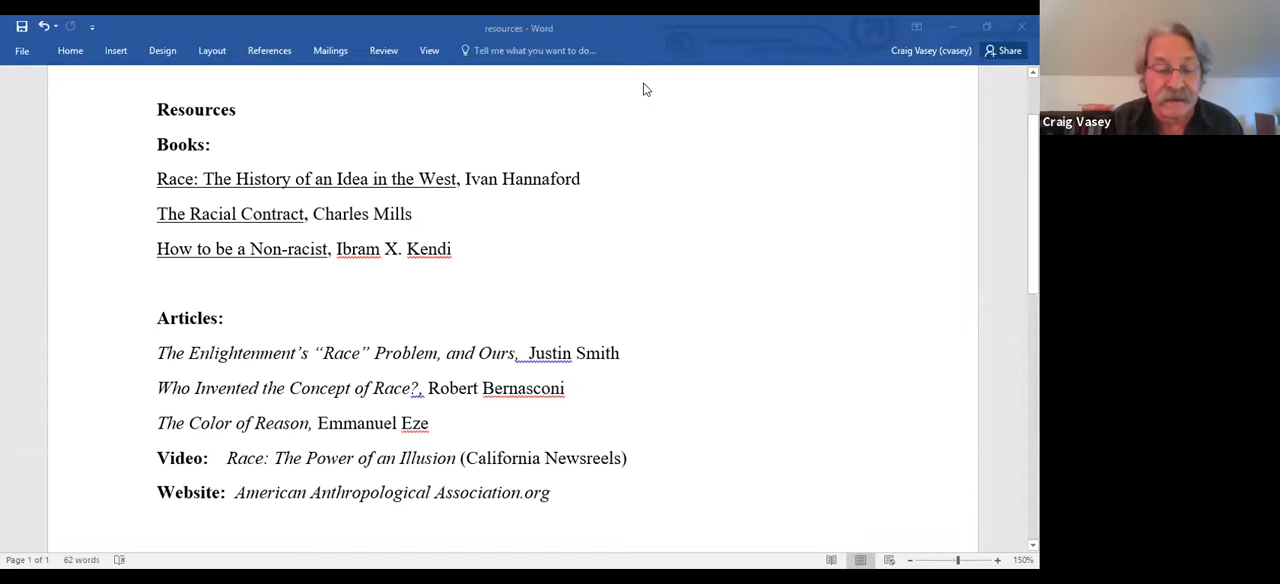 resources - Word
File Home Insert Design Layout References Mailings Review View Tell me what you want to do... Craig Vasey (cvasey) Share
Resources
Books:
Race: The History of an Idea in the West, Ivan Hannaford
The Racial Contract, Charles Mills
How to be a Non-racist, Ibram X. Kendi
Articles:
The Enlightenment’s “Race” Problem, and Ours, Justin Smith
Who Invented the Concept of Race?, Robert Bernasconi
The Color of Reason, Emmanuel Eze
Video: Race: The Power of an Illusion (California Newsreels)
Website: American Anthropological Association.org
Page 1 of 1 62 words 150%
Craig Vasey